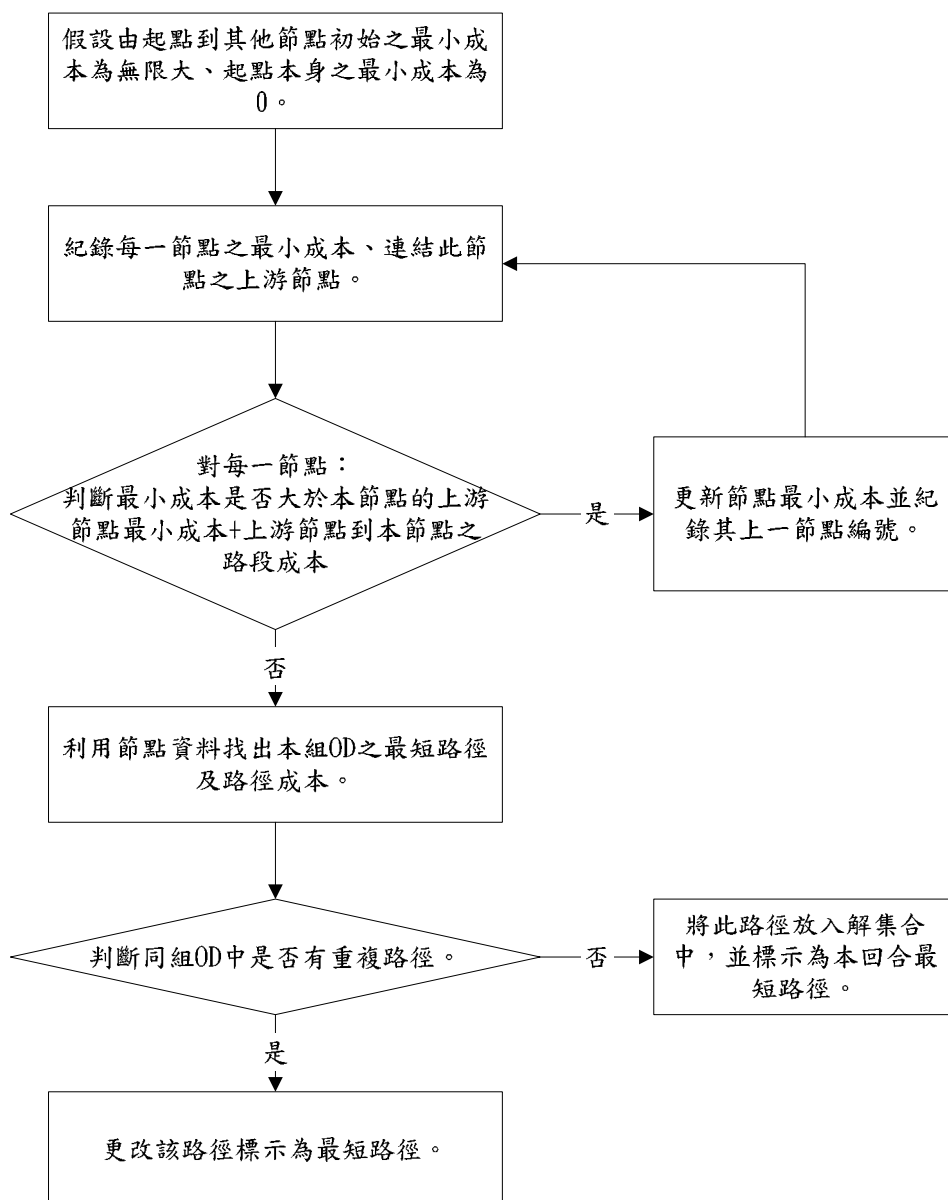 假設由起點到其他節點初始之最小成
本為無限大、起點本身之最小成本為
0。
紀錄每一節點之最小成本、連結此節
點之上游節點。
對每一節點：
判斷最小成本是否大於本節點的上游
節點最小成本+上游節點到本節點之
路段成本
是
更新節點最小成本並紀
錄其上一節點編號。
否
利用節點資料找出本組OD之最短路徑
及路徑成本。
判斷同組OD中是否有重複路徑。
否
將此路徑放入解集合
中，並標示為本回合最
短路徑。
是
更改該路徑標示為最短路徑。